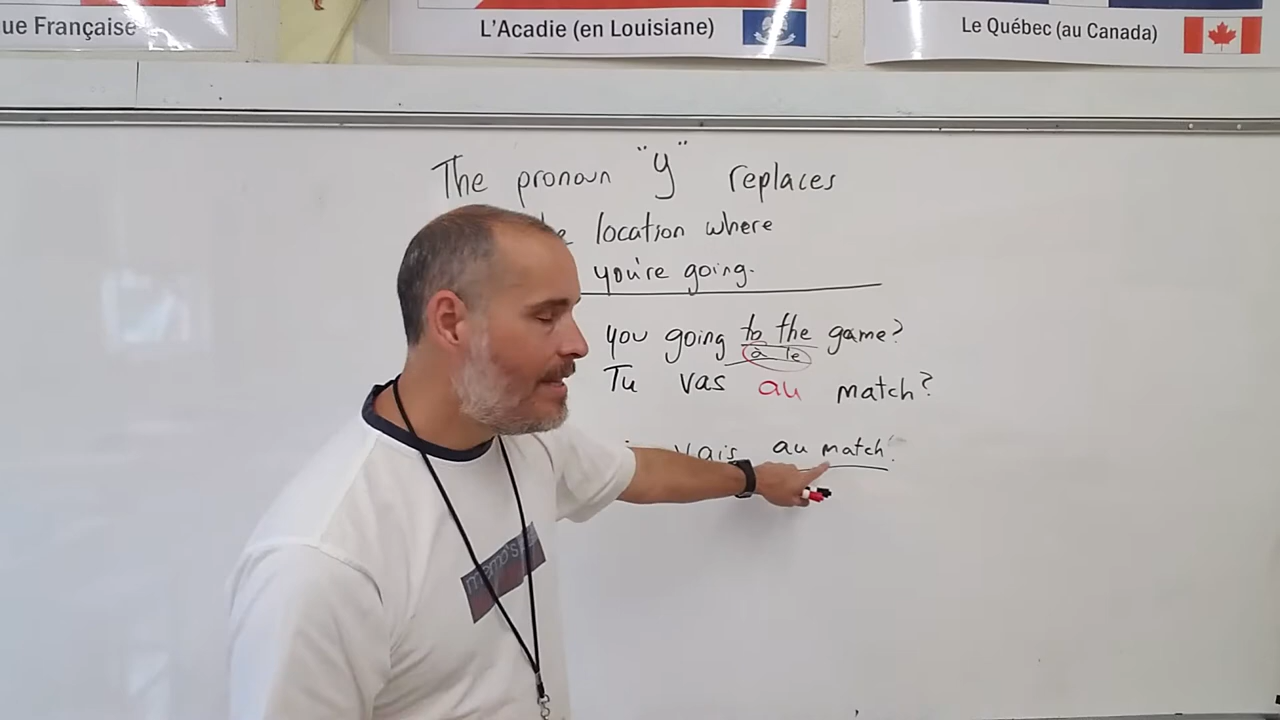 ue Française
L'Acadie (en Louisiane)
Le Québec (au Canada)
The pronoun "y" replaces
location where
you're going.
you going to the game?
à le
Tu vas au match?
vais au match!
memo's